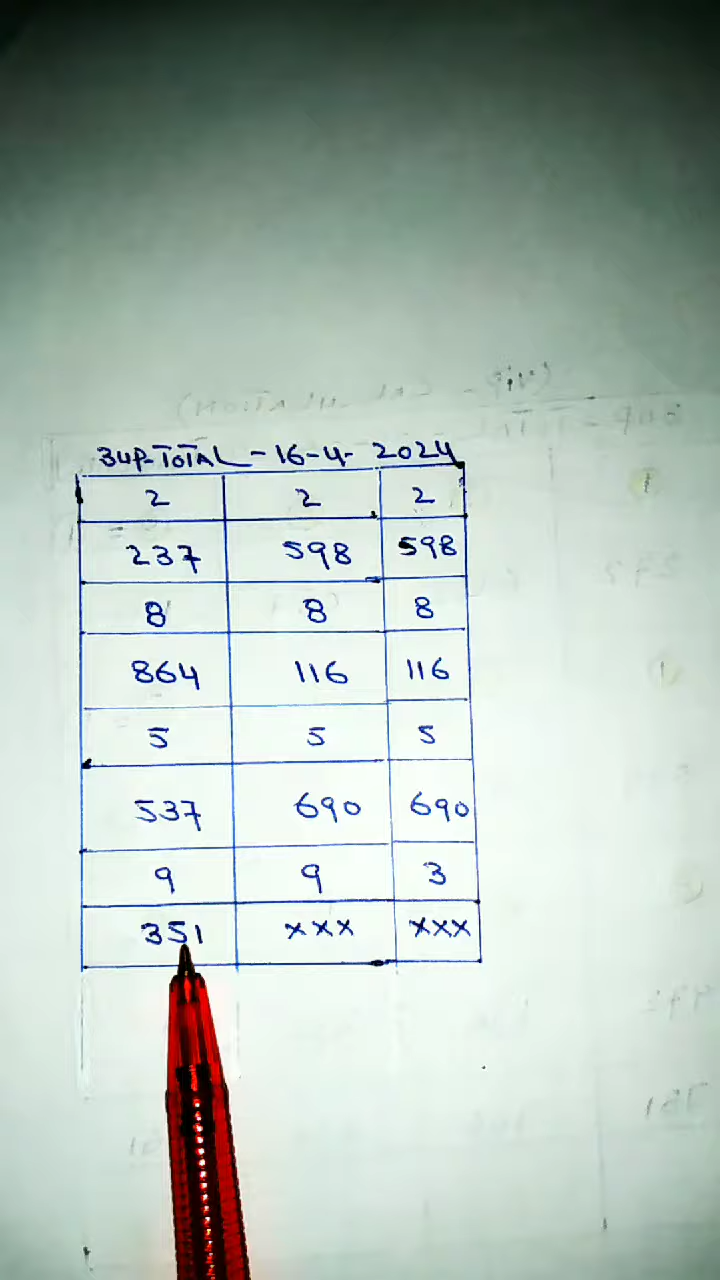 3UP-TOTAL-16-4-2024
2 2 2
237 598 598
8 8 8
864 116 116
5 5 5
537 690 690
9 9 3
351 XXX XXX